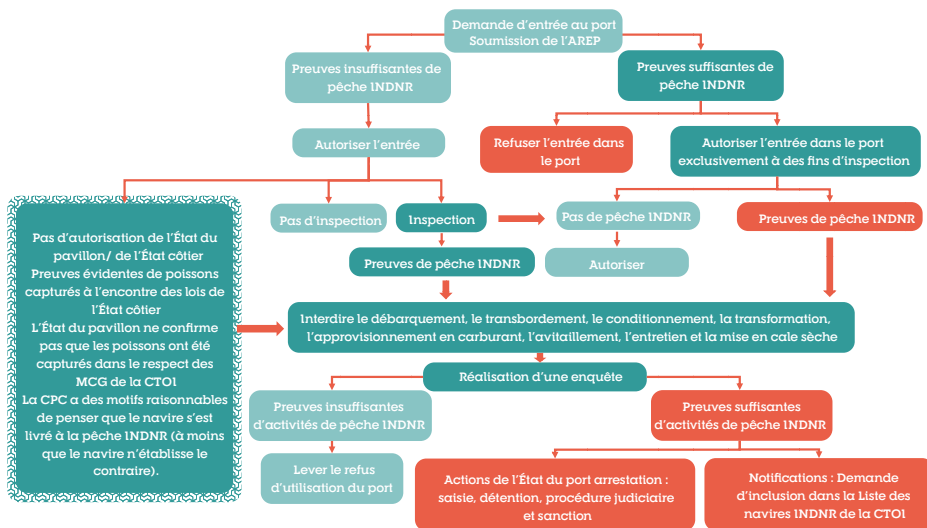 Demande d'entrée au port
Soumission de l'AREP
Preuves insuffisantes de
pêche INDNR
Preuves suffisantes de
pêche INDNR
Autoriser l'entrée
Refuser l'entrée dans
le port
Autoriser l'entrée dans le port
exclusivement à des fins d'inspection
Pas d'inspection
Inspection
Pas de pêche INDNR
Preuves de pêche INDNR
Preuves de pêche INDNR
Autoriser
Pas d'autorisation de l'État du
pavillon/ de l'État côtier
Preuves évidentes de poissons
capturés à l'encontre des lois de
l'État côtier
L'État du pavillon ne confirme
pas que les poissons ont été
capturés dans le respect des
MCG de la CTOI
La CPC a des motifs raisonnables
de penser que le navire s'est
livré à la pêche INDNR (à moins
que le navire n'établisse le
contraire).
Interdire le débarquement, le transbordement, le conditionnement, la transformation,
l'approvisionnement en carburant, l'avitaillement, l'entretien et la mise en cale sèche
Réalisation d'une enquête
Preuves insuffisantes
d'activités de pêche INDNR
Preuves suffisantes
d'activités de pêche INDNR
Lever le refus
d'utilisation du port
Actions de l'État du port arrestation :
saisie, détention, procédure judiciaire
et sanction
Notifications : Demande
d'inclusion dans la Liste des
navires INDNR de la CTOI